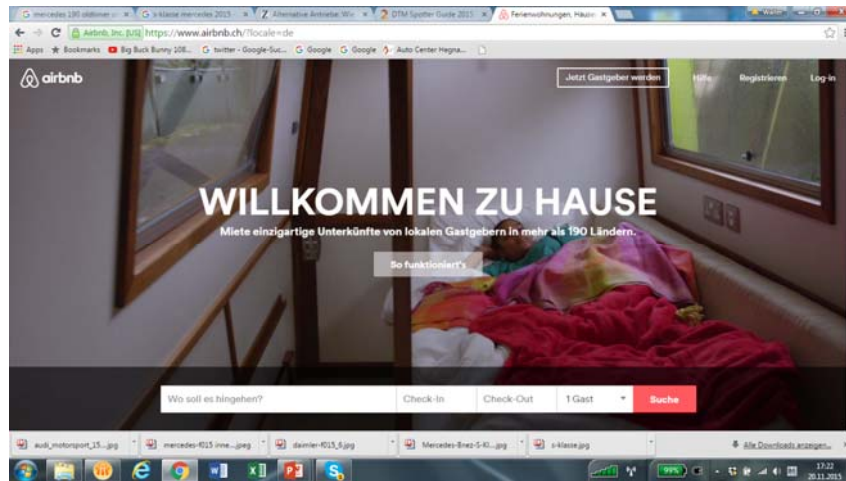 mercedes 190 oldtimer
s-klasse mercedes 2015 -
Alternative Antriebe: Wie
DTM Spotter Guide 2015
Ferienwohnungen, Häuser
Airbnb, Inc. [US] https://www.airbnb.ch/?locale=de
Apps Bookmarks Big Buck Bunny 108... twitter - Google-Suc... Google Google Auto Center Hegna...
airbnb
Jetzt Gastgeber werden Hilfe Registrieren Log-in
WILLKOMMEN ZU HAUSE
Miete einzigartige Unterkünfte von lokalen Gastgebern in mehr als 190 Ländern.
So funktioniert's
Wo soll es hingehen? Check-In Check-Out 1 Gast Suche
audi_motorsport_15...jpg mercedes-f015-inne....jpeg daimler-f015_6.jpg Mercedes-Bnez-S-Kl....jpg s-klasse.jpg Alle Downloads anzeigen...
99% 17:22
20.11.2015